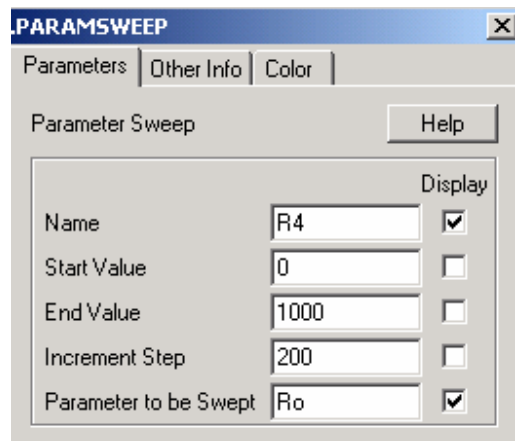 .PARAMSWEEP
Parameters Other Info Color
Parameter Sweep Help
Display
Name R4
Start Value 0
End Value 1000
Increment Step 200
Parameter to be Swept Ro